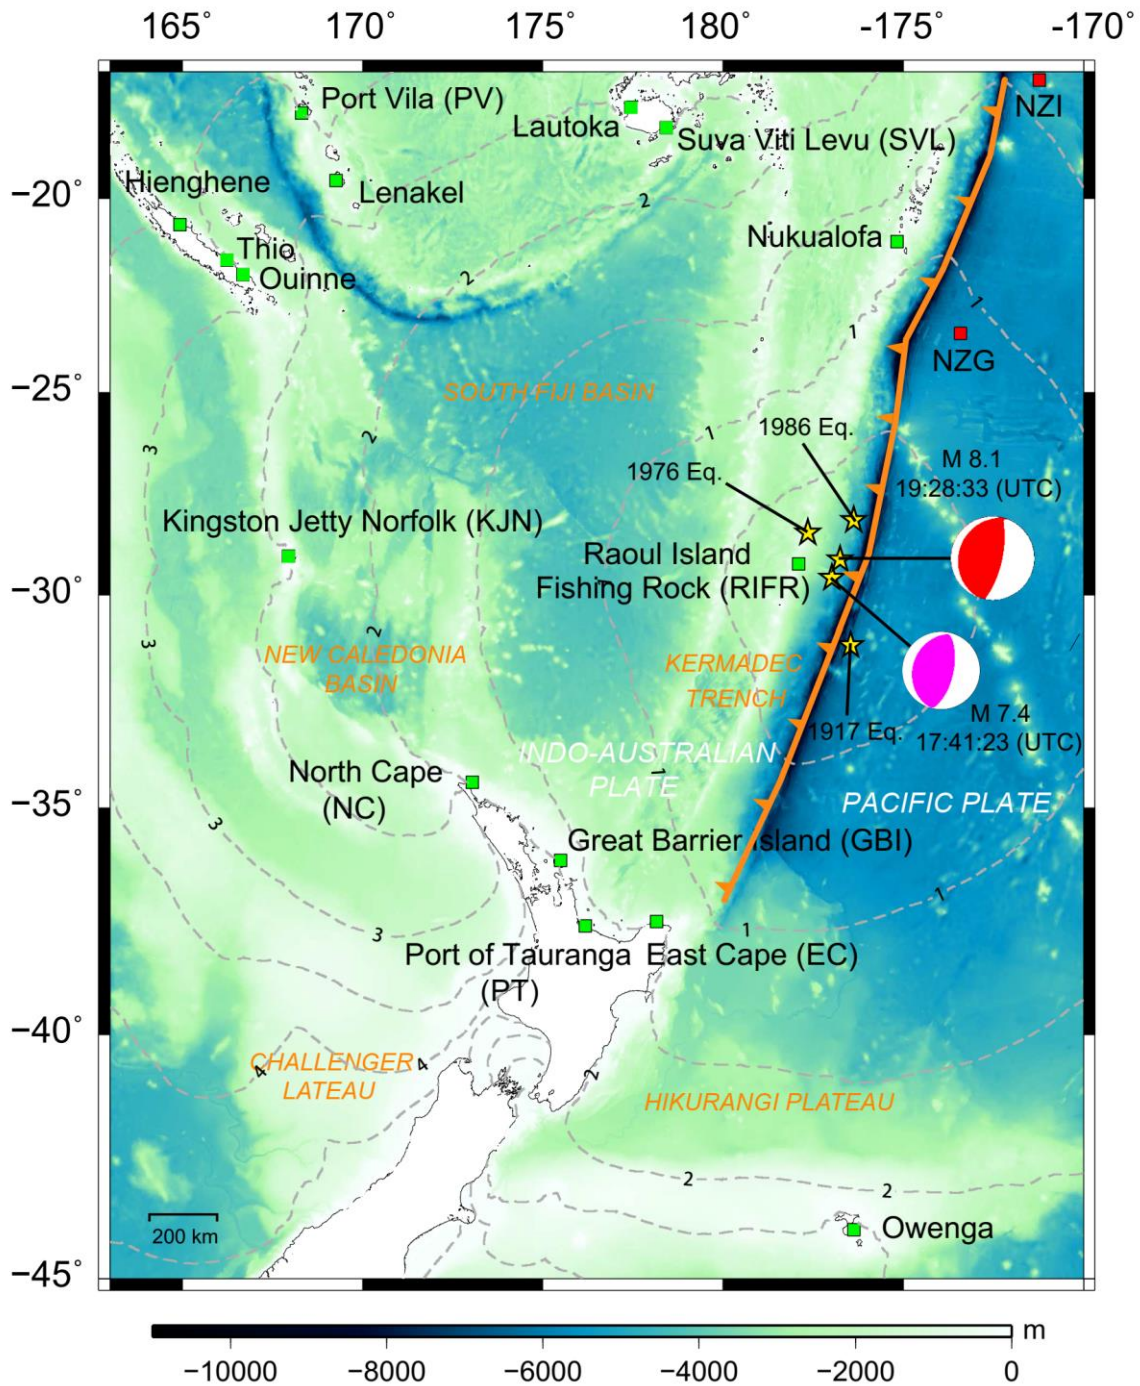 165° 170° 175° 180° -175° -170°
Port Vila (PV)
NZI
Lautoka
Suva Viti Levu (SVL)
Hienghene
−20°
Lenakel
2
Nukualofa
Thio
Ouinne
2
1
1
NZG
−25°
SOUTH FIJI BASIN
2
1
1986 Eq.
3
1976 Eq.
M 8.1
19:28:33 (UTC)
Kingston Jetty Norfolk (KJN)
Raoul Island
Fishing Rock (RIFR)
1
−30°
2
3
NEW CALEDONIA
BASIN
KERMADEC
TRENCH
M 7.4
17:41:23 (UTC)
1917 Eq.
INDO-AUSTRALIAN
PLATE
1
North Cape
(NC)
PACIFIC PLATE
−35°
3
Great Barrier Island (GBI)
1
3
1
Port of Tauranga
(PT)
East Cape (EC)
−40°
CHALLENGER
LATEAU
4
4
2
HIKURANGI PLATEAU
2
2
200 km
Owenga
−45°
m
−10000 −8000 −6000 −4000 −2000 0